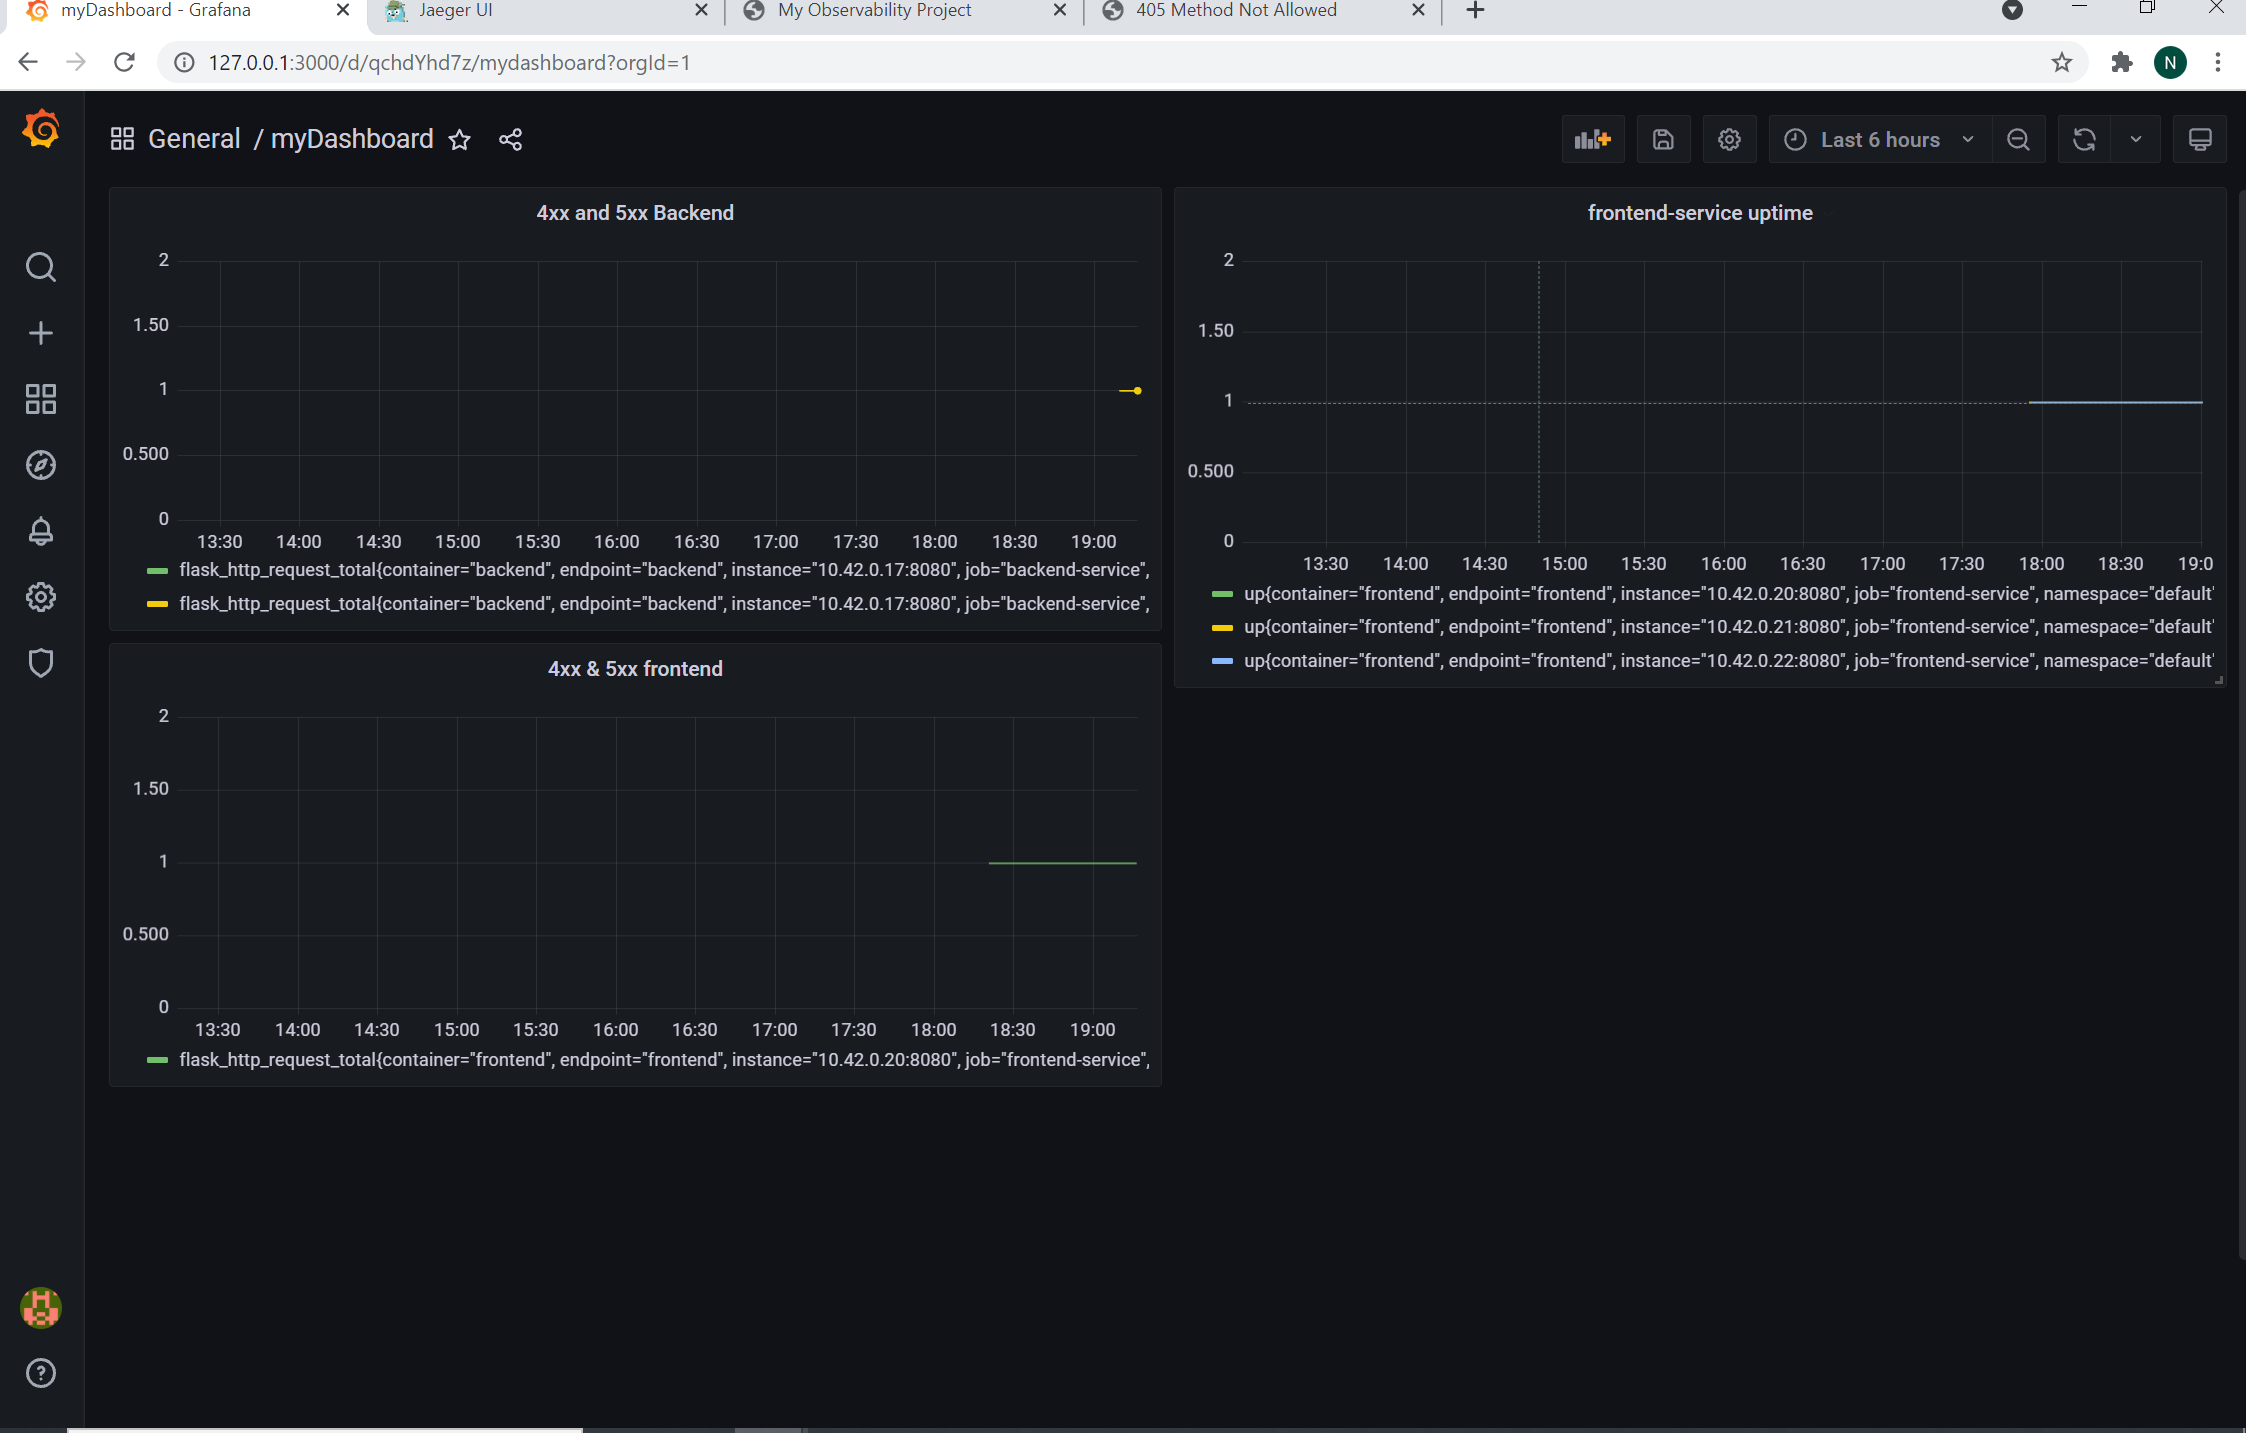 myDashboard - Grafana
Jaeger UI
My Observability Project
405 Method Not Allowed
127.0.0.1:3000/d/qchdYhd7z/mydashboard?orgId=1
N
General / myDashboard
Last 6 hours
4xx and 5xx Backend
2
1.50
1
0.500
0
13:30 14:00 14:30 15:00 15:30 16:00 16:30 17:00 17:30 18:00 18:30 19:00
flask_http_request_total{container="backend", endpoint="backend", instance="10.42.0.17:8080", job="backend-service",
flask_http_request_total{container="backend", endpoint="backend", instance="10.42.0.17:8080", job="backend-service",
frontend-service uptime
2
1.50
1
0.500
0
13:30 14:00 14:30 15:00 15:30 16:00 16:30 17:00 17:30 18:00 18:30 19:0
up{container="frontend", endpoint="frontend", instance="10.42.0.20:8080", job="frontend-service", namespace="default"
up{container="frontend", endpoint="frontend", instance="10.42.0.21:8080", job="frontend-service", namespace="default"
up{container="frontend", endpoint="frontend", instance="10.42.0.22:8080", job="frontend-service", namespace="default"
4xx & 5xx frontend
2
1.50
1
0.500
0
13:30 14:00 14:30 15:00 15:30 16:00 16:30 17:00 17:30 18:00 18:30 19:00
flask_http_request_total{container="frontend", endpoint="frontend", instance="10.42.0.20:8080", job="frontend-service",